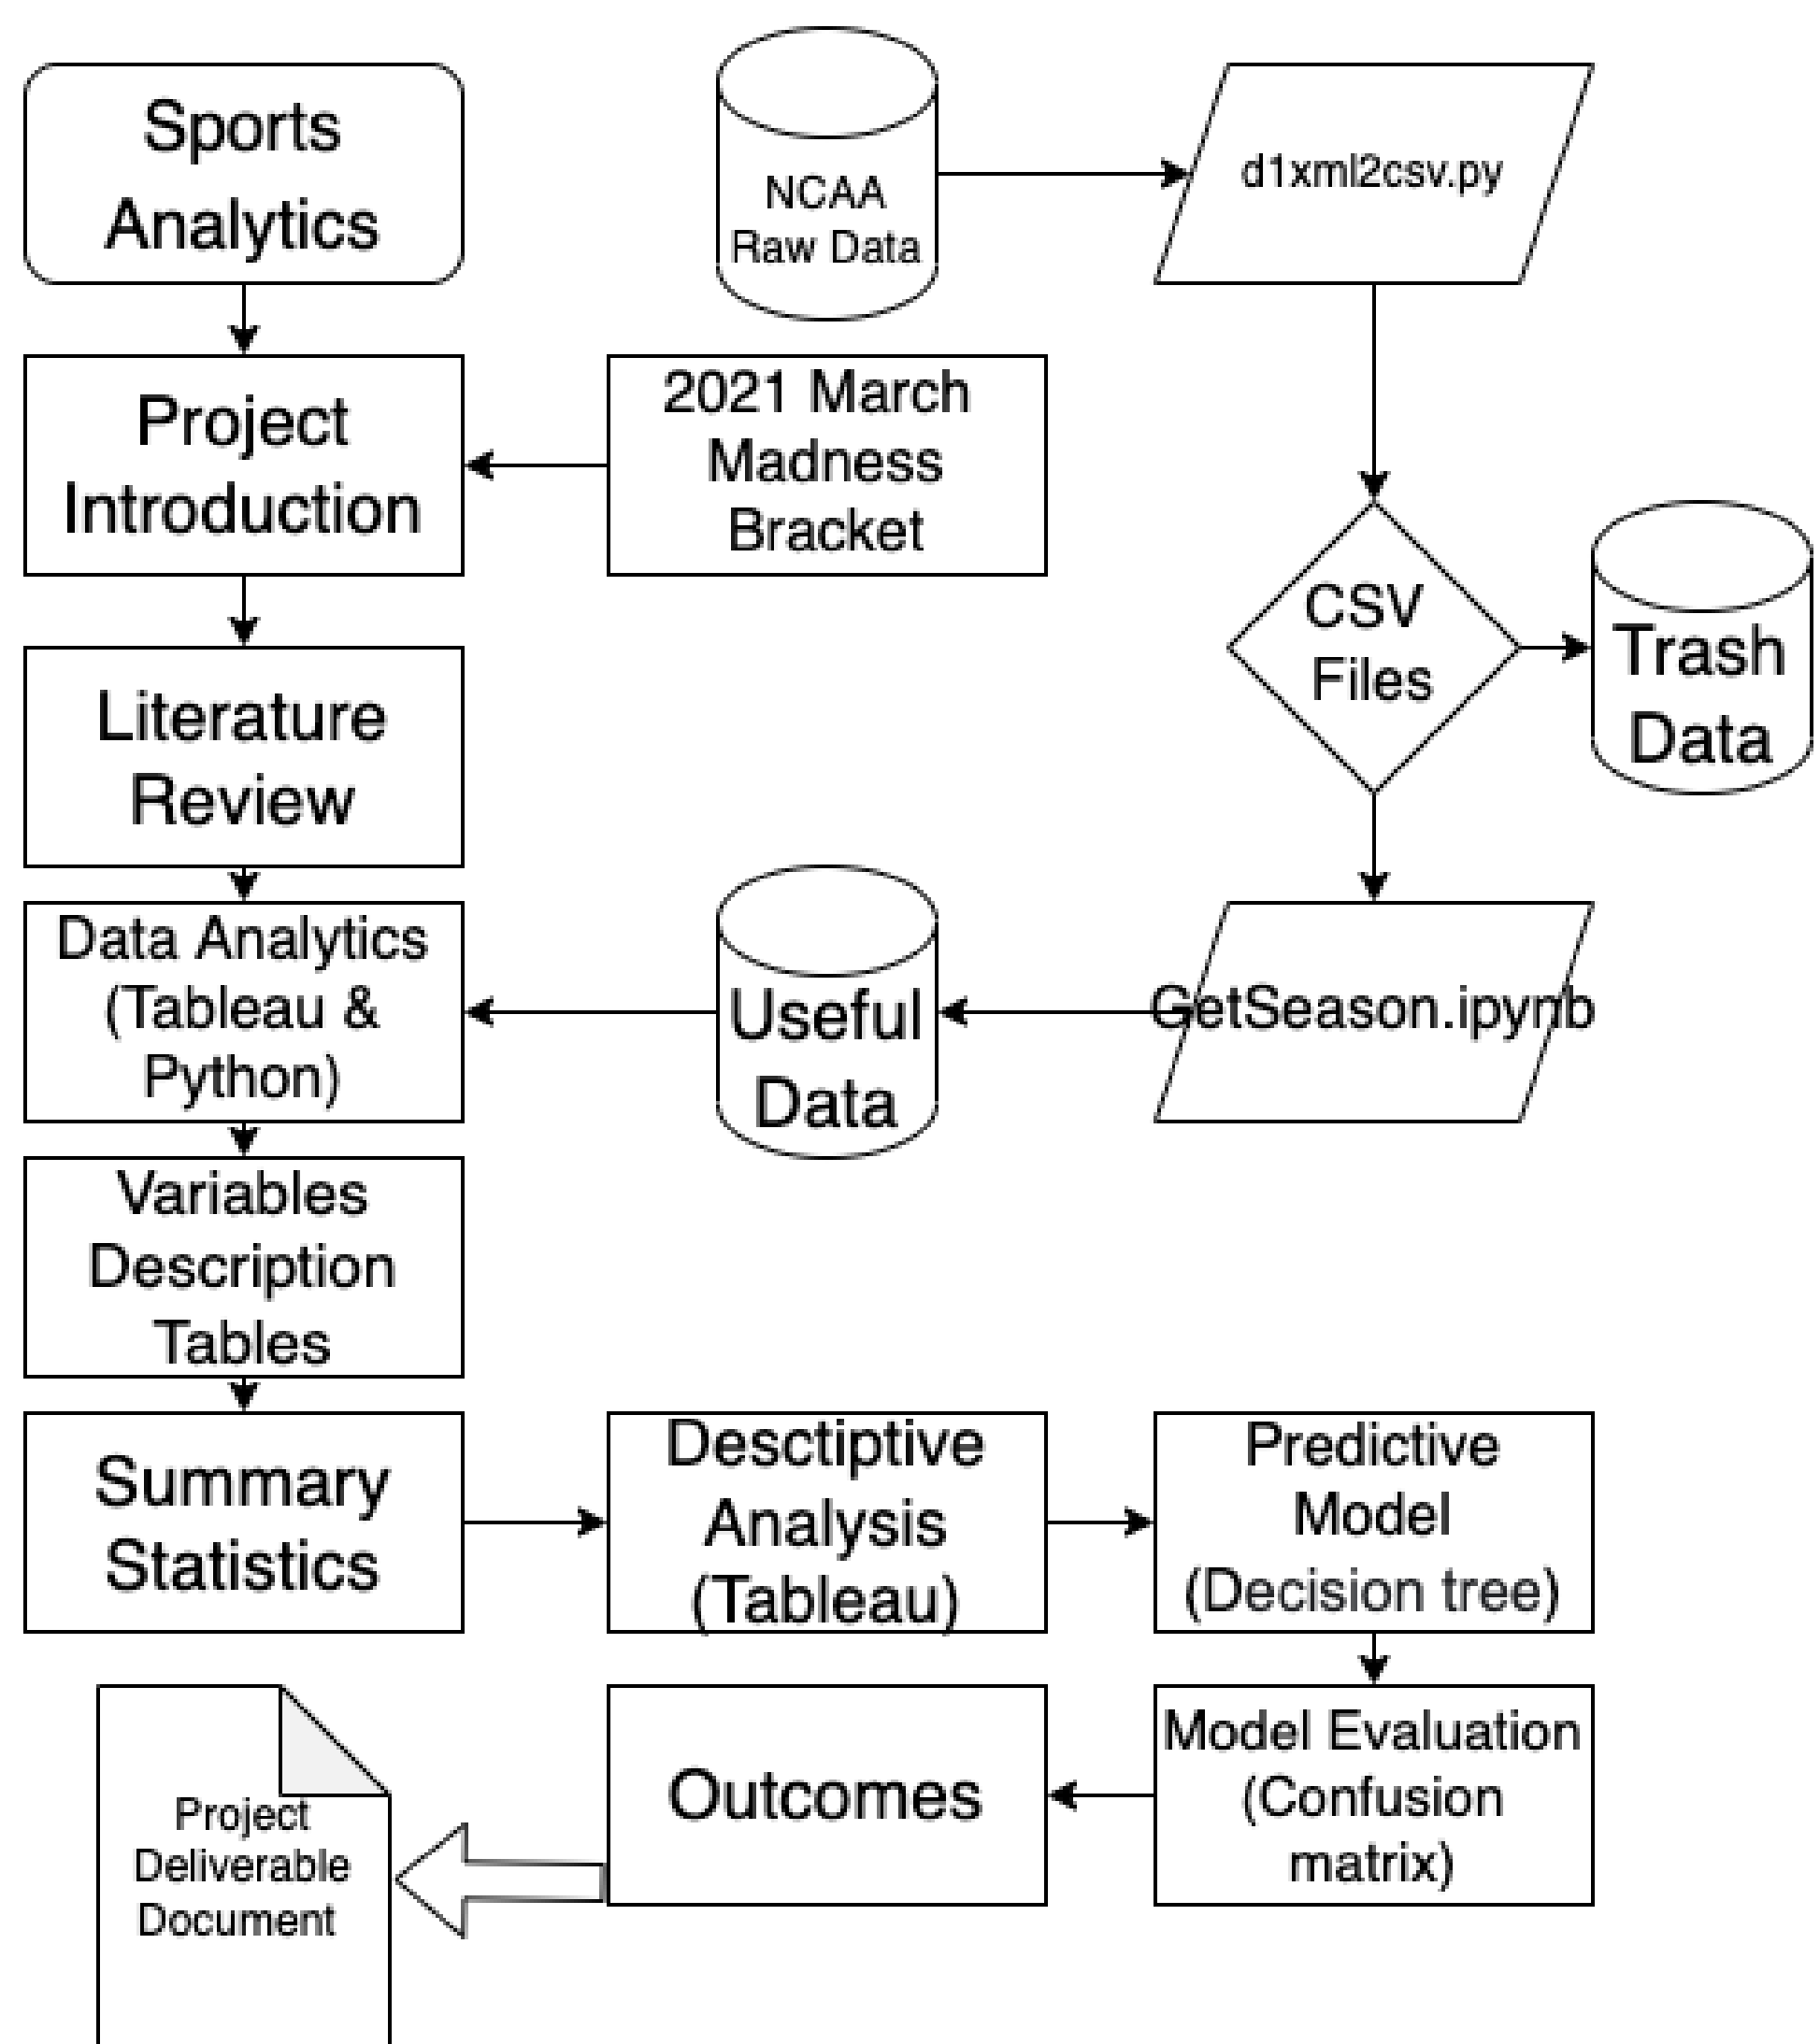 Sports
Analytics
NCAA
Raw Data
d1xml2csv.py
Project
Introduction
2021 March
Madness
Bracket
CSV
Files
Trash
Data
Literature
Review
Data Analytics
(Tableau &
Python)
Useful
Data
GetSeason.ipynb
Variables
Description
Tables
Summary
Statistics
Desctiptive
Analysis
(Tableau)
Predictive
Model
(Decision tree)
Project
Deliverable
Document
Outcomes
Model Evaluation
(Confusion
matrix)